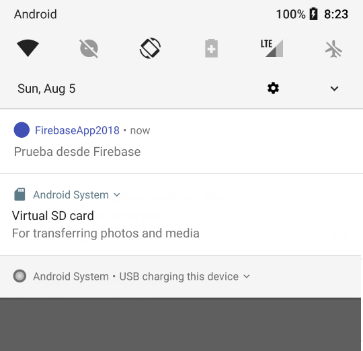 Android 100% 8:23
LTE
Sun, Aug 5
FirebaseApp2018 • now
Prueba desde Firebase
Android System
Virtual SD card
For transferring photos and media
Android System • USB charging this device